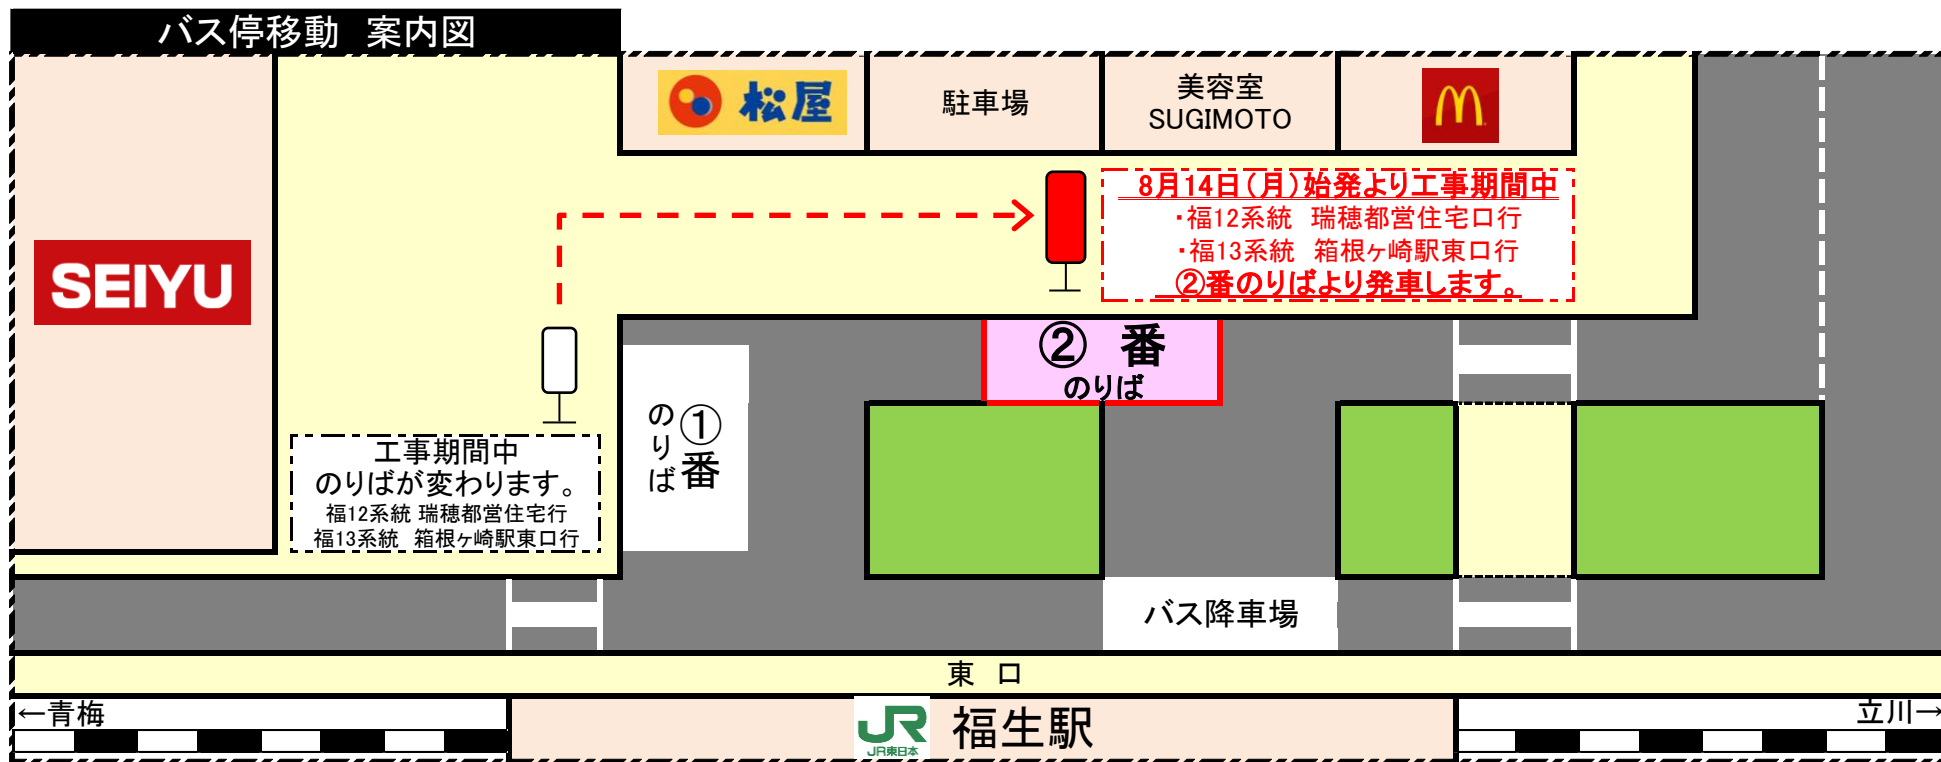 バス停移動　案内図
松屋
駐車場
美容室
SUGIMOTO
M
8月14日（月）始発より工事期間中
・福12系統　瑞穂都営住宅口行
・福13系統　箱根ヶ崎駅東口行
②番のりばより発車します。
SEIYU
②　番
のりば
①番
のりば
工事期間中
のりばが変わります。
福12系統 瑞穂都営住宅行
福13系統　箱根ヶ崎駅東口行
バス降車場
東　口
←青梅
JR
JR東日本
福生駅
立川→